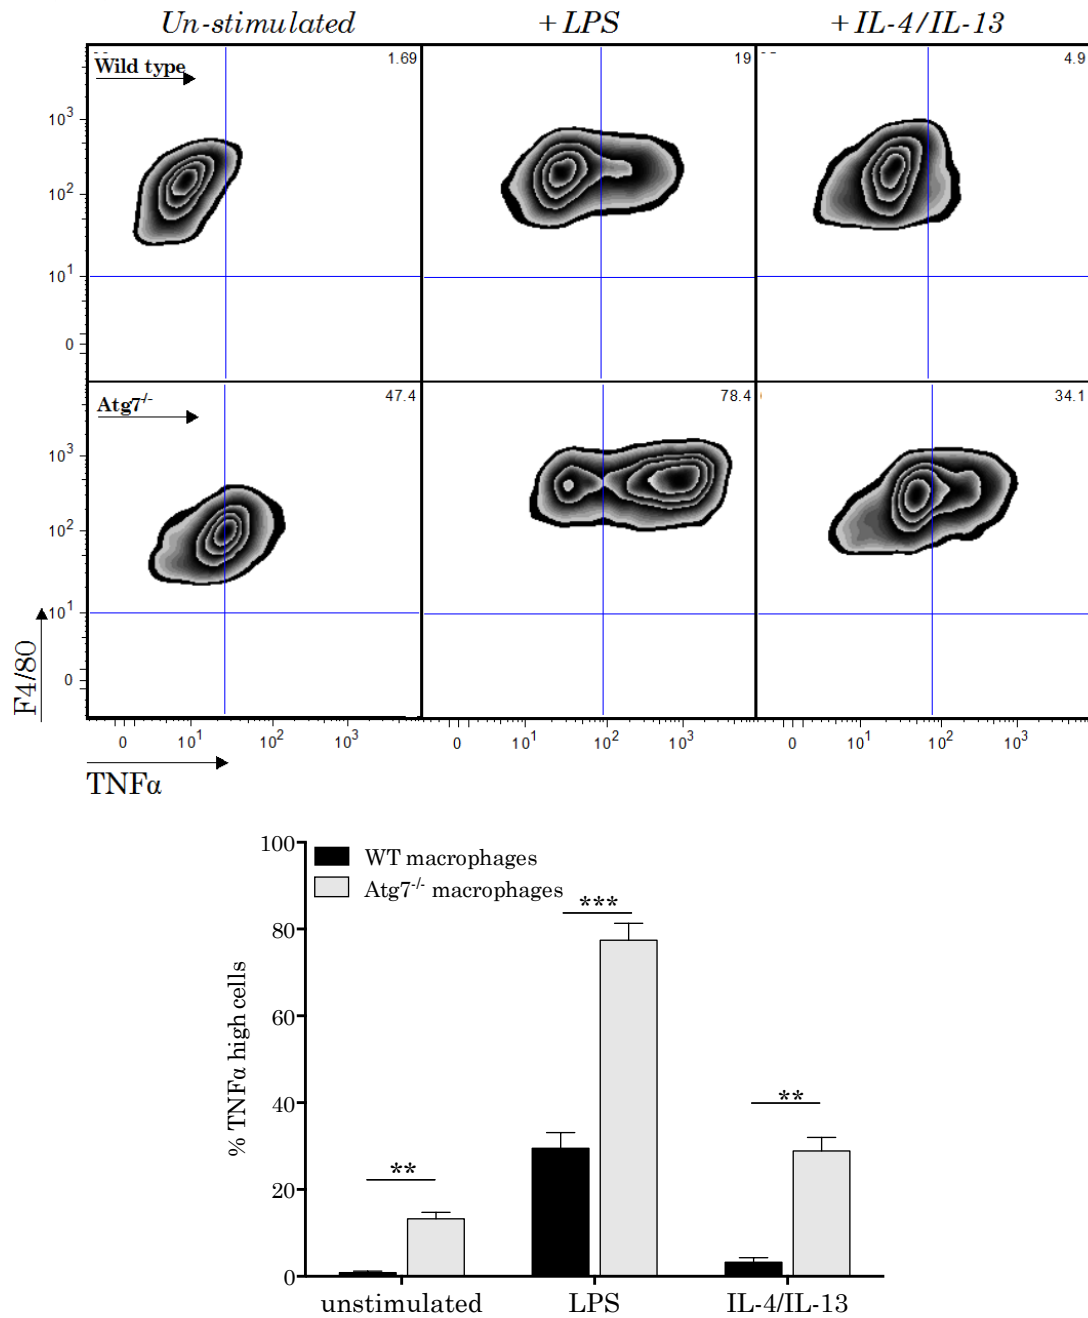 Un-stimulated +LPS +IL-4/IL-13
Wild type 1.69 19 4.9
10³
10²
10¹
0
Atg7⁻/⁻ 47.4 78.4 34.1
10³
10²
10¹
0
F4/80
0 10¹ 10² 10³ 0 10¹ 10² 10³ 0 10¹ 10² 10³
TNFα
100
WT macrophages
Atg7⁻/⁻ macrophages
***
80
60
% TNFα high cells
40
**
20
**
0
unstimulated LPS IL-4/IL-13